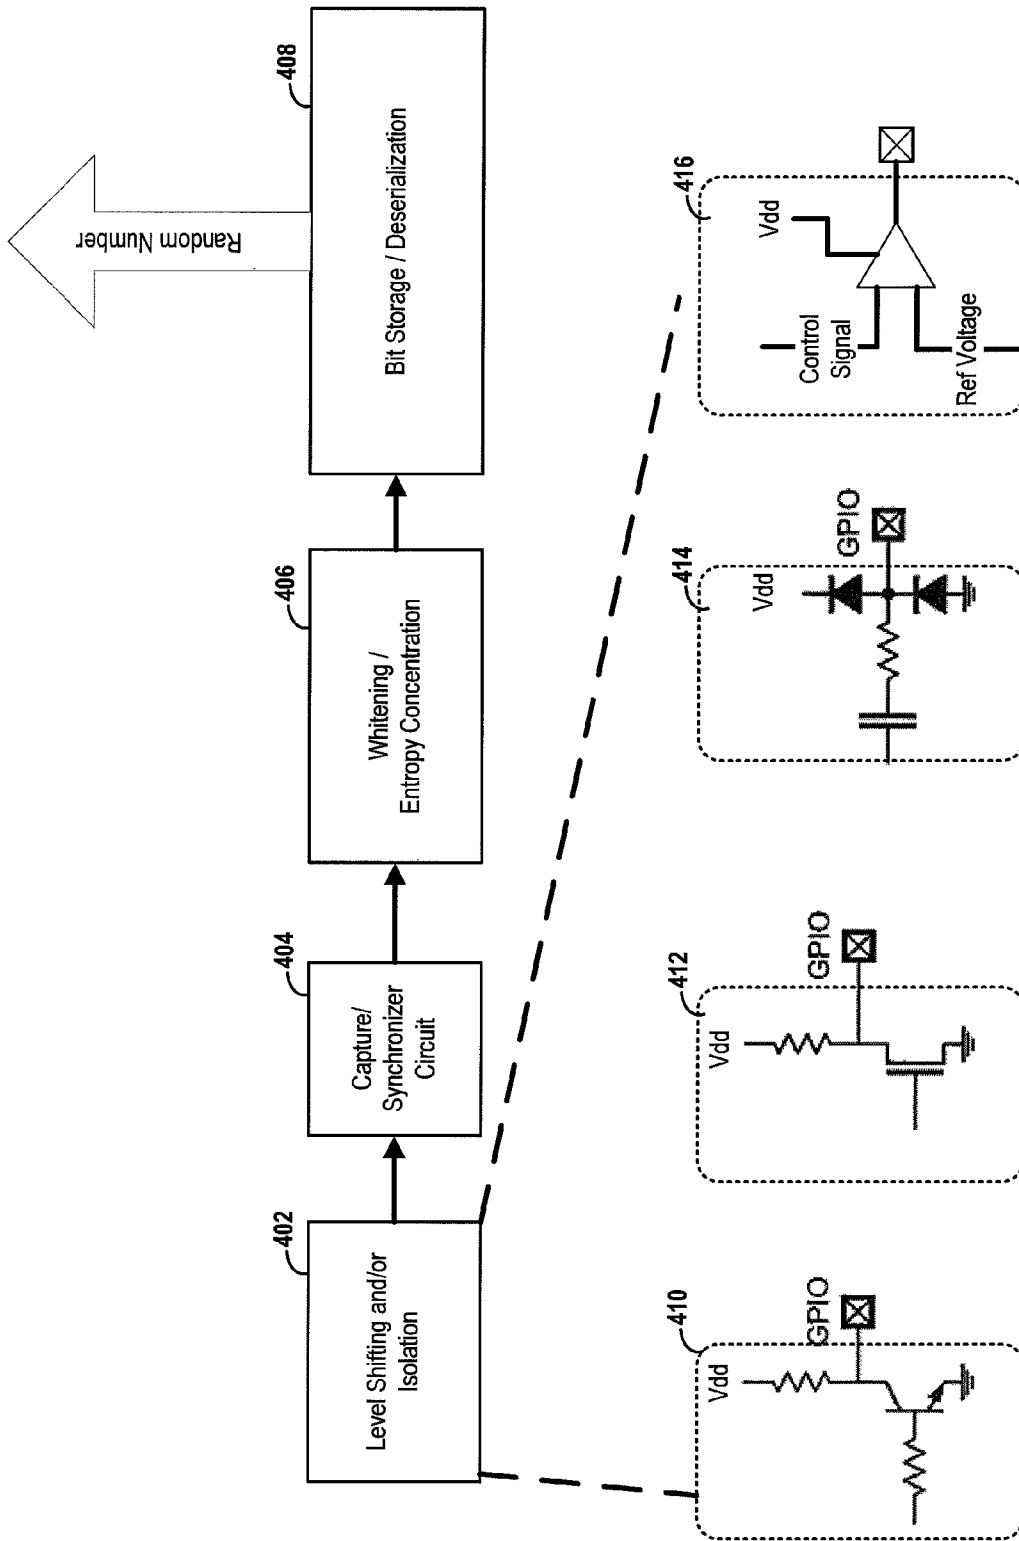 402
Level Shifting and/or
Isolation
404
Capture/
Synchronizer
Circuit
406
Whitening /
Entropy Concentration
408
Bit Storage / Deserialization
Random Number
410
Vdd
GPIO
412
Vdd
GPIO
414
Vdd
GPIO
416
Vdd
Control
Signal
Ref Voltage